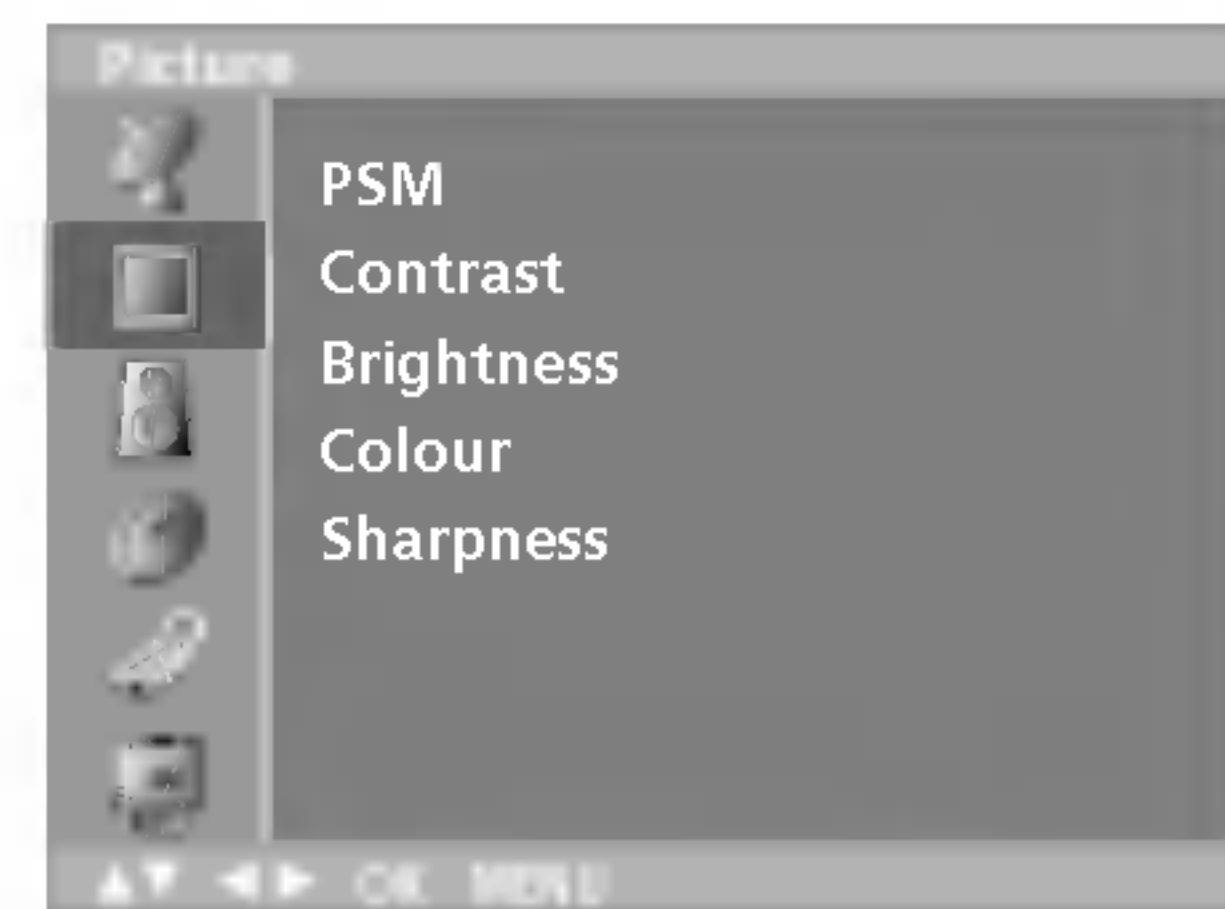 Picture
PSM
Contrast
Brightness
Colour
Sharpness
▲▼ ◀▶ OK MENU